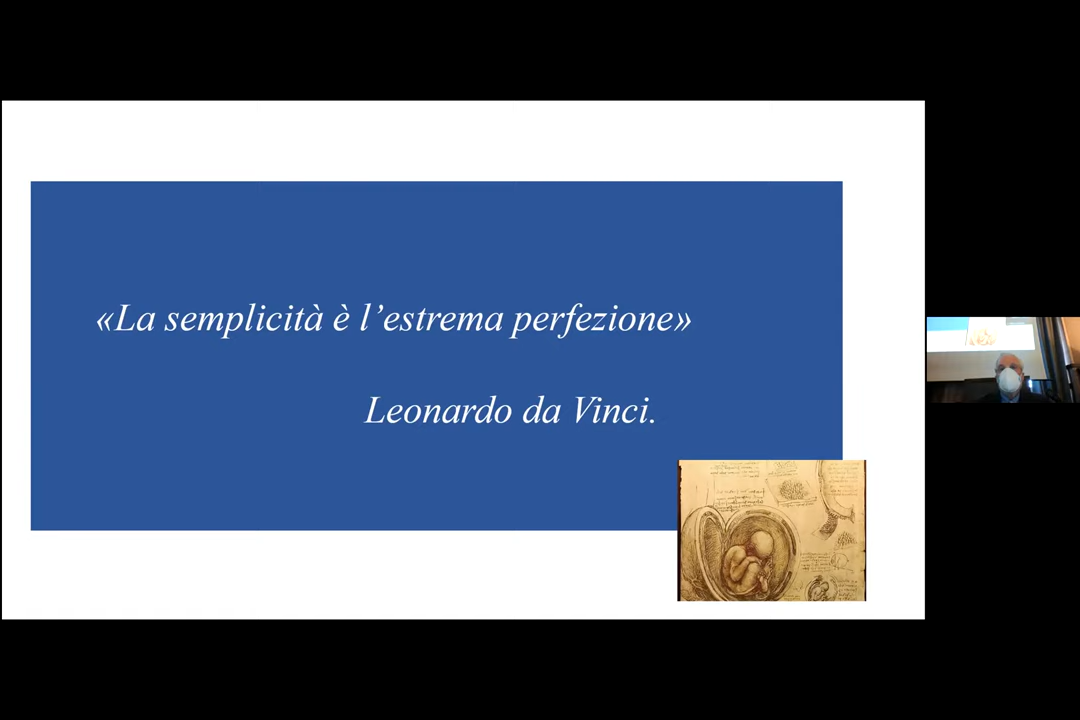 «La semplicità è l’estrema perfezione»
Leonardo da Vinci.